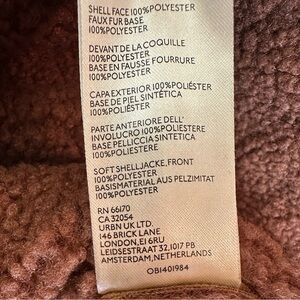 SHELL FACE 100%POLYESTER
FAUX FUR BASE
100%POLYESTER
DEVANT DE LA COQUILLE
100%POLYESTER
BASE EN FAUSSE FOURRURE
100%POLYESTER
CAPA EXTERIOR 100%POLIÉSTER
BASE DE PIEL SINTÉTICA
100%POLIÉSTER
PARTE ANTERIORE DELL'
INVOLUCRO 100%POLIESTERE
BASE PELLICCIA SINTETICA
100%POLIESTERE
SOFTSHELLJACKE, FRONT
100%POLYESTER
BASISMATERIAL AUS PELZIMITAT
100%POLYESTER
RN 66170
CA 32054
URBN UK LTD.
146 BRICK LANE
LONDON, E1 6RU
LEIDSESTRAAT 32, 1017 PB
AMSTERDAM, NETHERLANDS
OB1401984